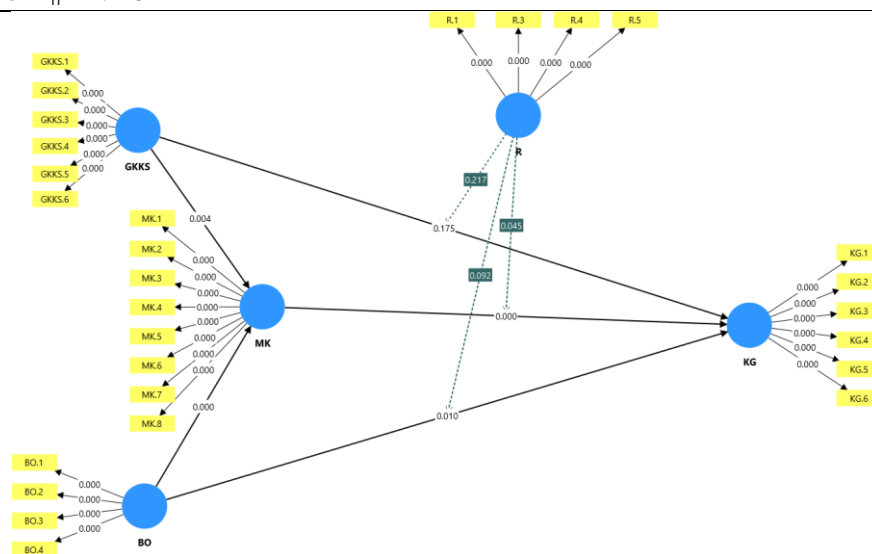 R.1
R.3
R.4
R.5
0.000
0.000
0.000
0.000
R
GKKS.1
GKKS.2
GKKS.3
GKKS.4
GKKS.5
GKKS.6
0.000
0.000
0.000
0.000
0.000
0.000
GKKS
0.004
0.217
0.175
0.045
0.092
MK.1
MK.2
MK.3
MK.4
MK.5
MK.6
MK.7
MK.8
0.000
0.000
0.000
0.000
0.000
0.000
0.000
0.000
MK
0.000
0.000
0.010
KG.1
KG.2
KG.3
KG.4
KG.5
KG.6
0.000
0.000
0.000
0.000
0.000
0.000
KG
BO.1
BO.2
BO.3
BO.4
0.000
0.000
0.000
0.000
BO